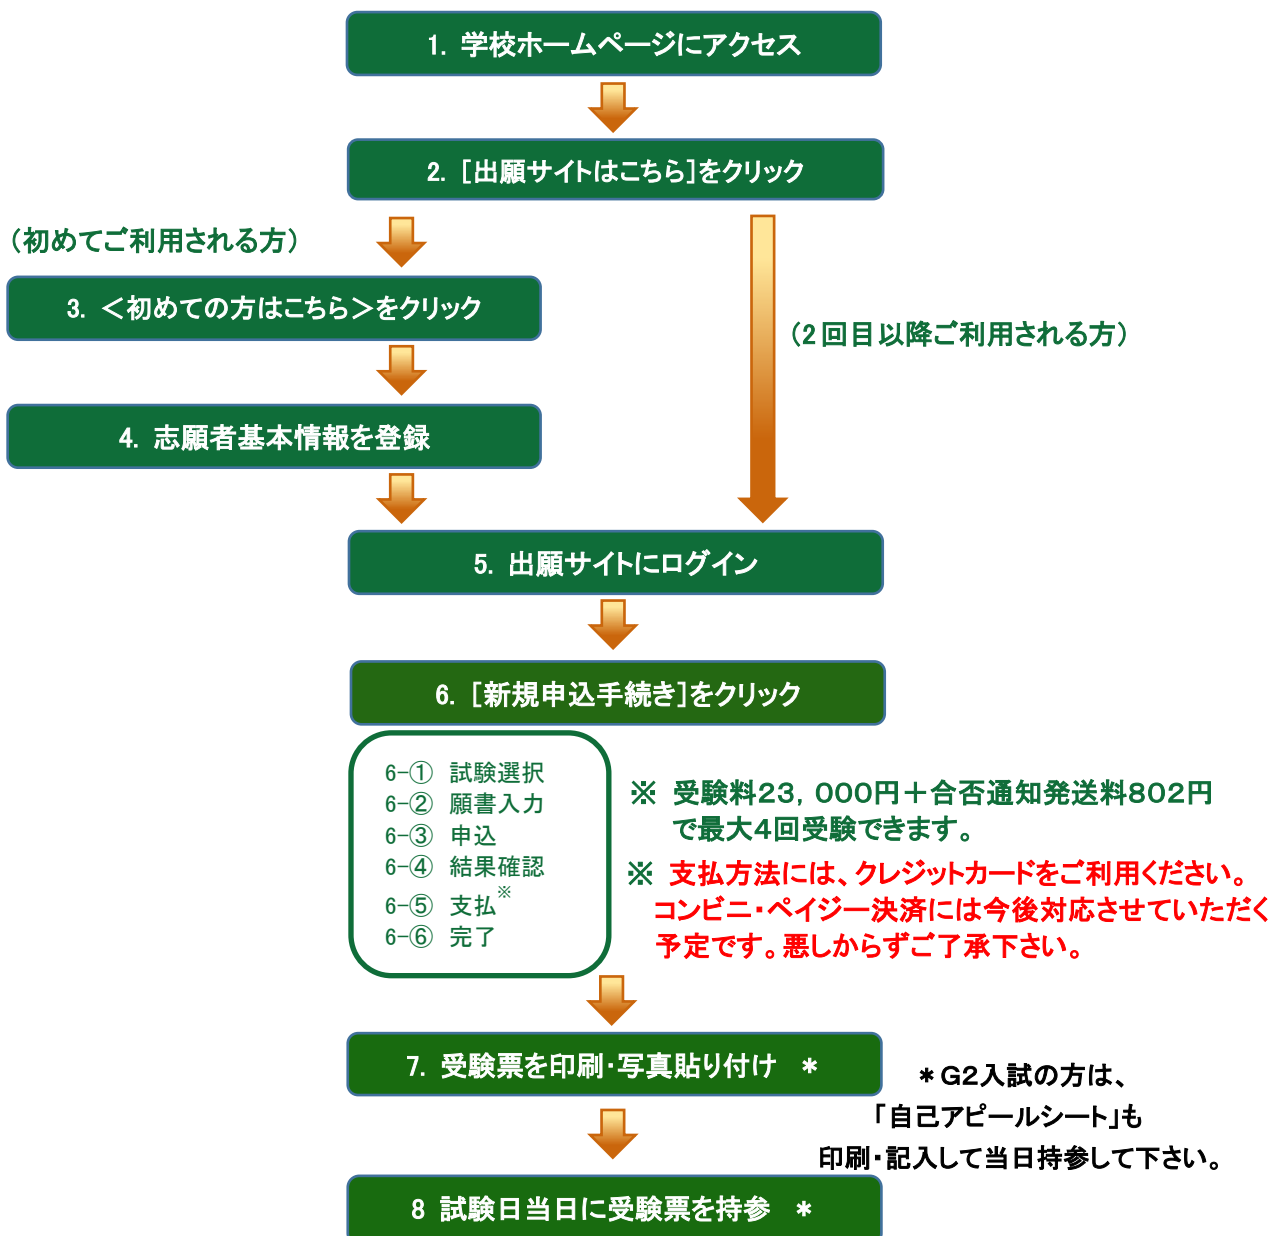 1. 学校ホームページにアクセス
2. [出願サイトはこちら]をクリック
(初めてご利用される方)
3. <初めての方はこちら>をクリック
(2回目以降ご利用される方)
4. 志願者基本情報を登録
5. 出願サイトにログイン
6. [新規申込手続き]をクリック
6-① 試験選択
6-② 願書入力
6-③ 申込
6-④ 結果確認
6-⑤ 支払※
6-⑥ 完了
※ 受験料23,000円+合否通知発送料802円
で最大4回受験できます。
※ 支払方法には、クレジットカードをご利用ください。
コンビニ・ペイジー決済には今後対応させていただく
予定です。悪しからずご了承下さい。
7. 受験票を印刷・写真貼り付け *
*G2入試の方は、
「自己アピールシート」も
印刷・記入して当日持参して下さい。
8 試験日当日に受験票を持参 *